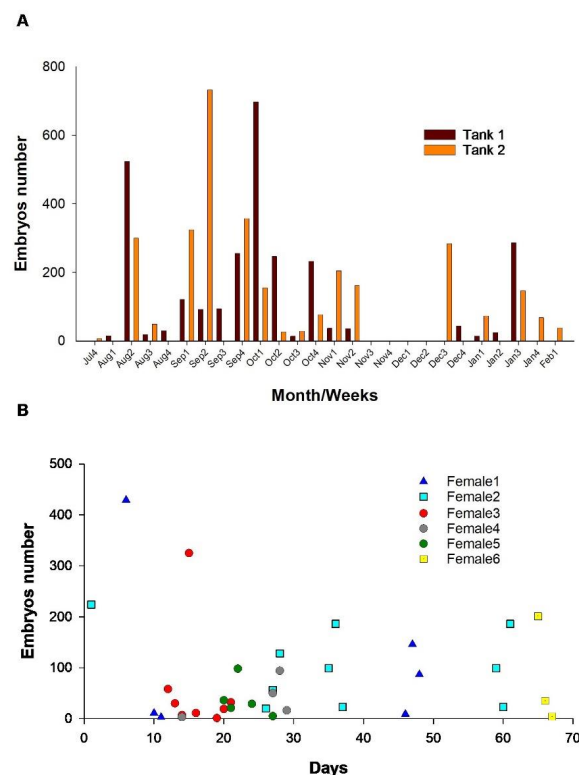 A
800
600
400
200
0
Embryos number
Tank 1
Tank 2
Jul4 Aug1 Aug2 Aug3 Aug4 Sep1 Sep2 Sep3 Sep4 Oct1 Oct2 Oct3 Oct4 Nov1 Nov2 Nov3 Nov4 Dec1 Dec2 Dec3 Dec4 Jan1 Jan2 Jan3 Jan4 Feb1
Month/Weeks
B
500
400
300
200
100
0
Embryos number
Female1
Female2
Female3
Female4
Female5
Female6
0 10 20 30 40 50 60 70
Days